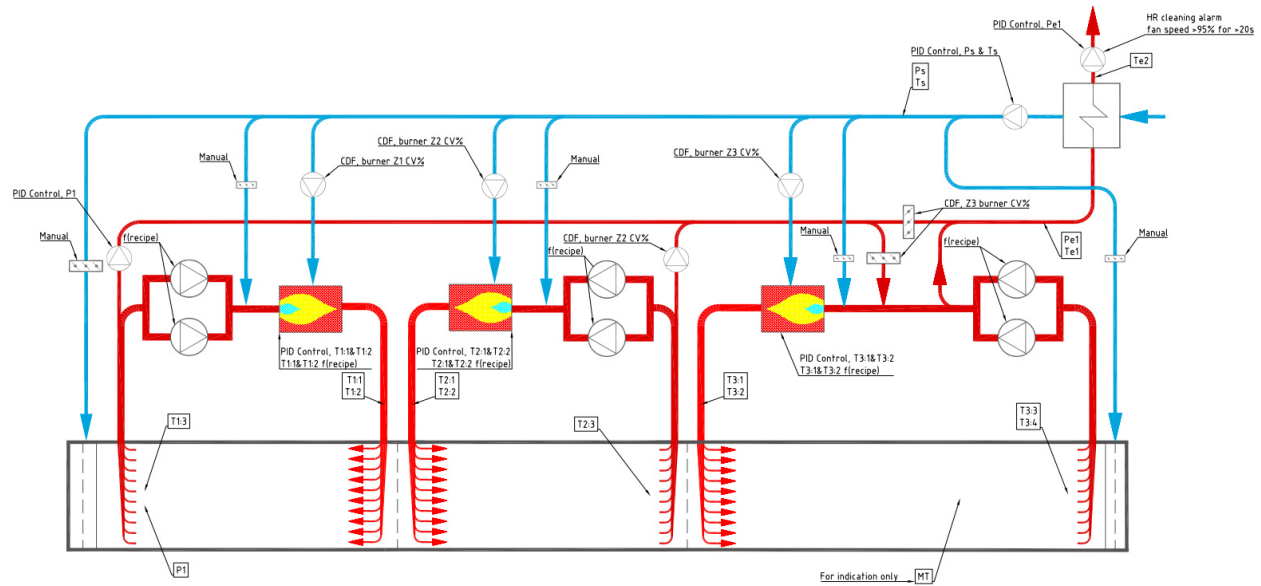 HR cleaning alarm
fan speed >95% for >20s
PID Control, Pe1
PID Control, Ps & Ts
Te2
Ps
Ts
CDF, burner Z2 CV%
CDF, burner Z3 CV%
Manual
CDF, burner Z1 CV%
Manual
PID Control, P1
CDF, Z3 burner CV%
Manual
f(recipe)
CDF, burner Z2 CV%
f(recipe)
Manual
f(recipe)
Pe1
Te1
Manual
PID Control, T1:1&T1:2
T1:1&T1:2 f(recipe)
PID Control, T2:1&T2:2
T2:1&T2:2 f(recipe)
PID Control, T3:1&T3:2
T3:1&T3:2 f(recipe)
T1:1
T1:2
T2:1
T2:2
T3:1
T3:2
T1:3
T2:3
T3:3
T3:4
P1
For indication only
MT